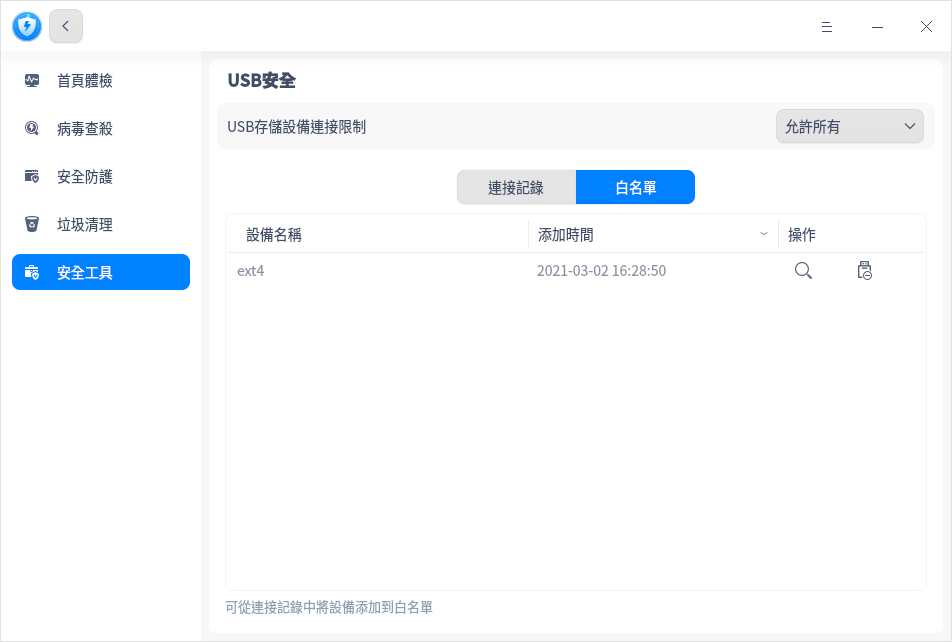 首頁體檢
病毒查殺
安全防護
垃圾清理
安全工具
USB安全
USB存儲設備連接限制
允許所有
連接記錄
白名單
設備名稱
添加時間
操作
ext4
2021-03-02 16:28:50
可從連接記錄中將設備添加到白名單